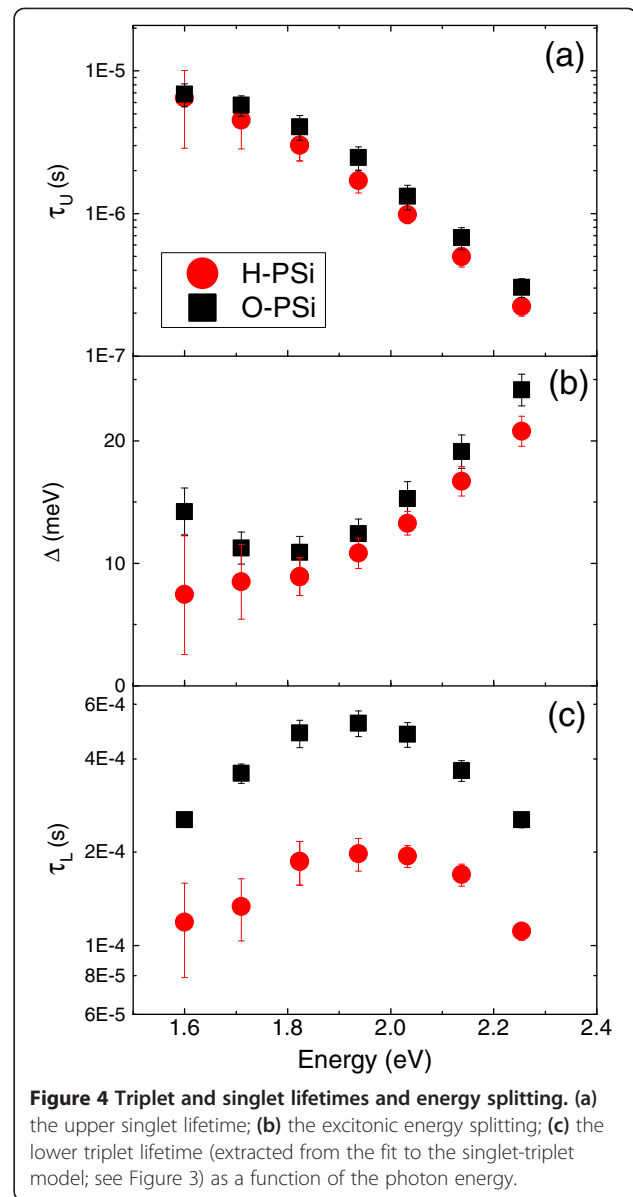 (a)
1E-5
τ_U (s)
1E-6
H-PSi
O-PSi
1E-7
(b)
20
Δ (meV)
10
0
6E-4
(c)
4E-4
τ_L (s)
2E-4
1E-4
8E-5
6E-5
1.6 1.8 2.0 2.2 2.4
Energy (eV)
Figure 4 Triplet and singlet lifetimes and energy splitting. (a)
the upper singlet lifetime; (b) the excitonic energy splitting; (c) the
lower triplet lifetime (extracted from the fit to the singlet-triplet
model; see Figure 3) as a function of the photon energy.